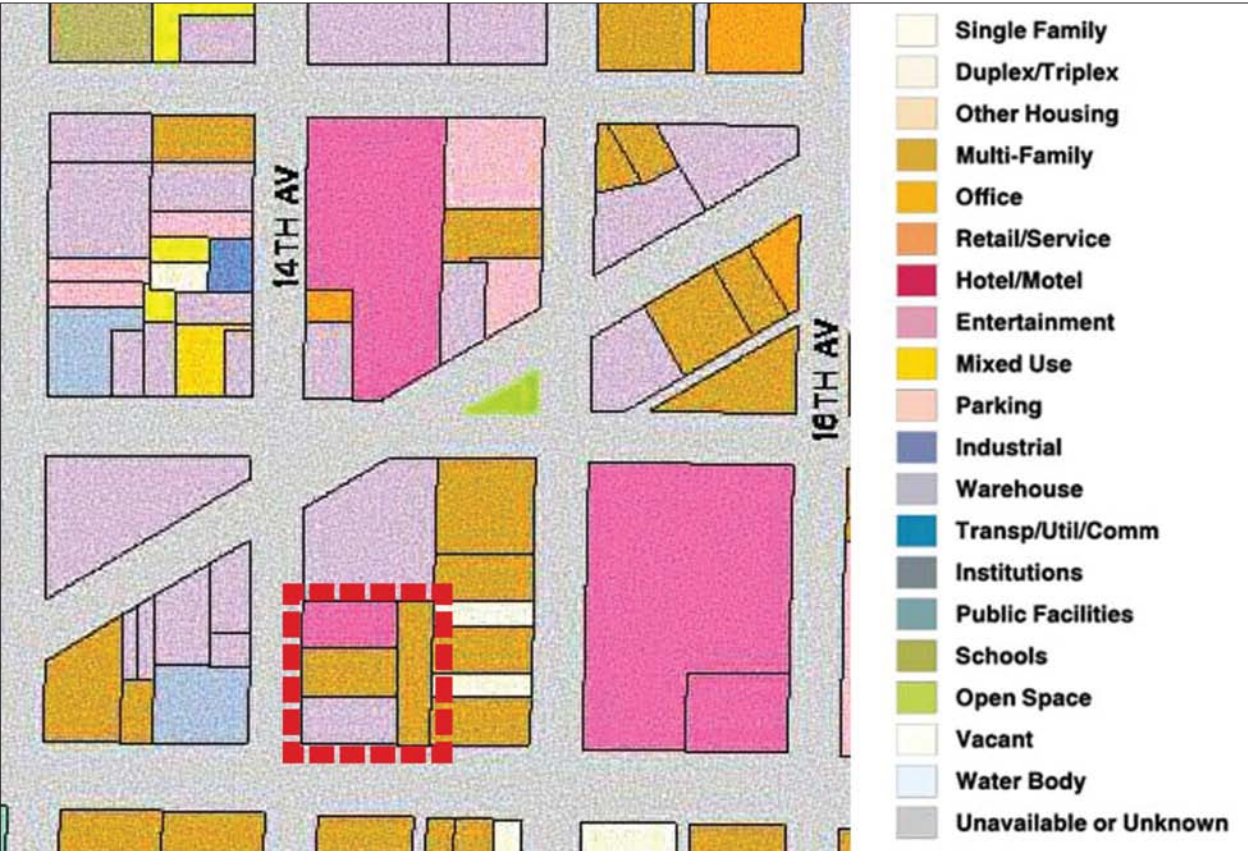 14TH AV
16TH AV
Single Family
Duplex/Triplex
Other Housing
Multi-Family
Office
Retail/Service
Hotel/Motel
Entertainment
Mixed Use
Parking
Industrial
Warehouse
Transp/Util/Comm
Institutions
Public Facilities
Schools
Open Space
Vacant
Water Body
Unavailable or Unknown